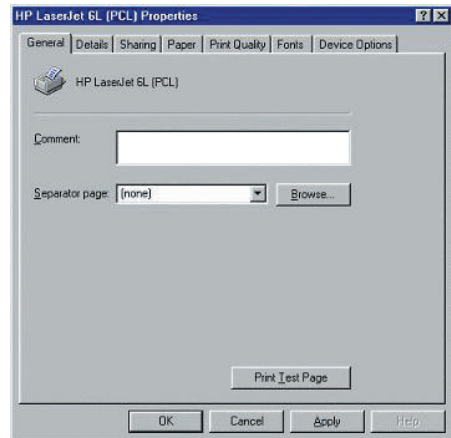 HP LaserJet 6L (PCL) Properties
General Details Sharing Paper Print Quality Fonts Device Options
HP LaserJet 6L (PCL)
Comment:
Separator page: (none) Browse...
Print Test Page
OK Cancel Apply Help